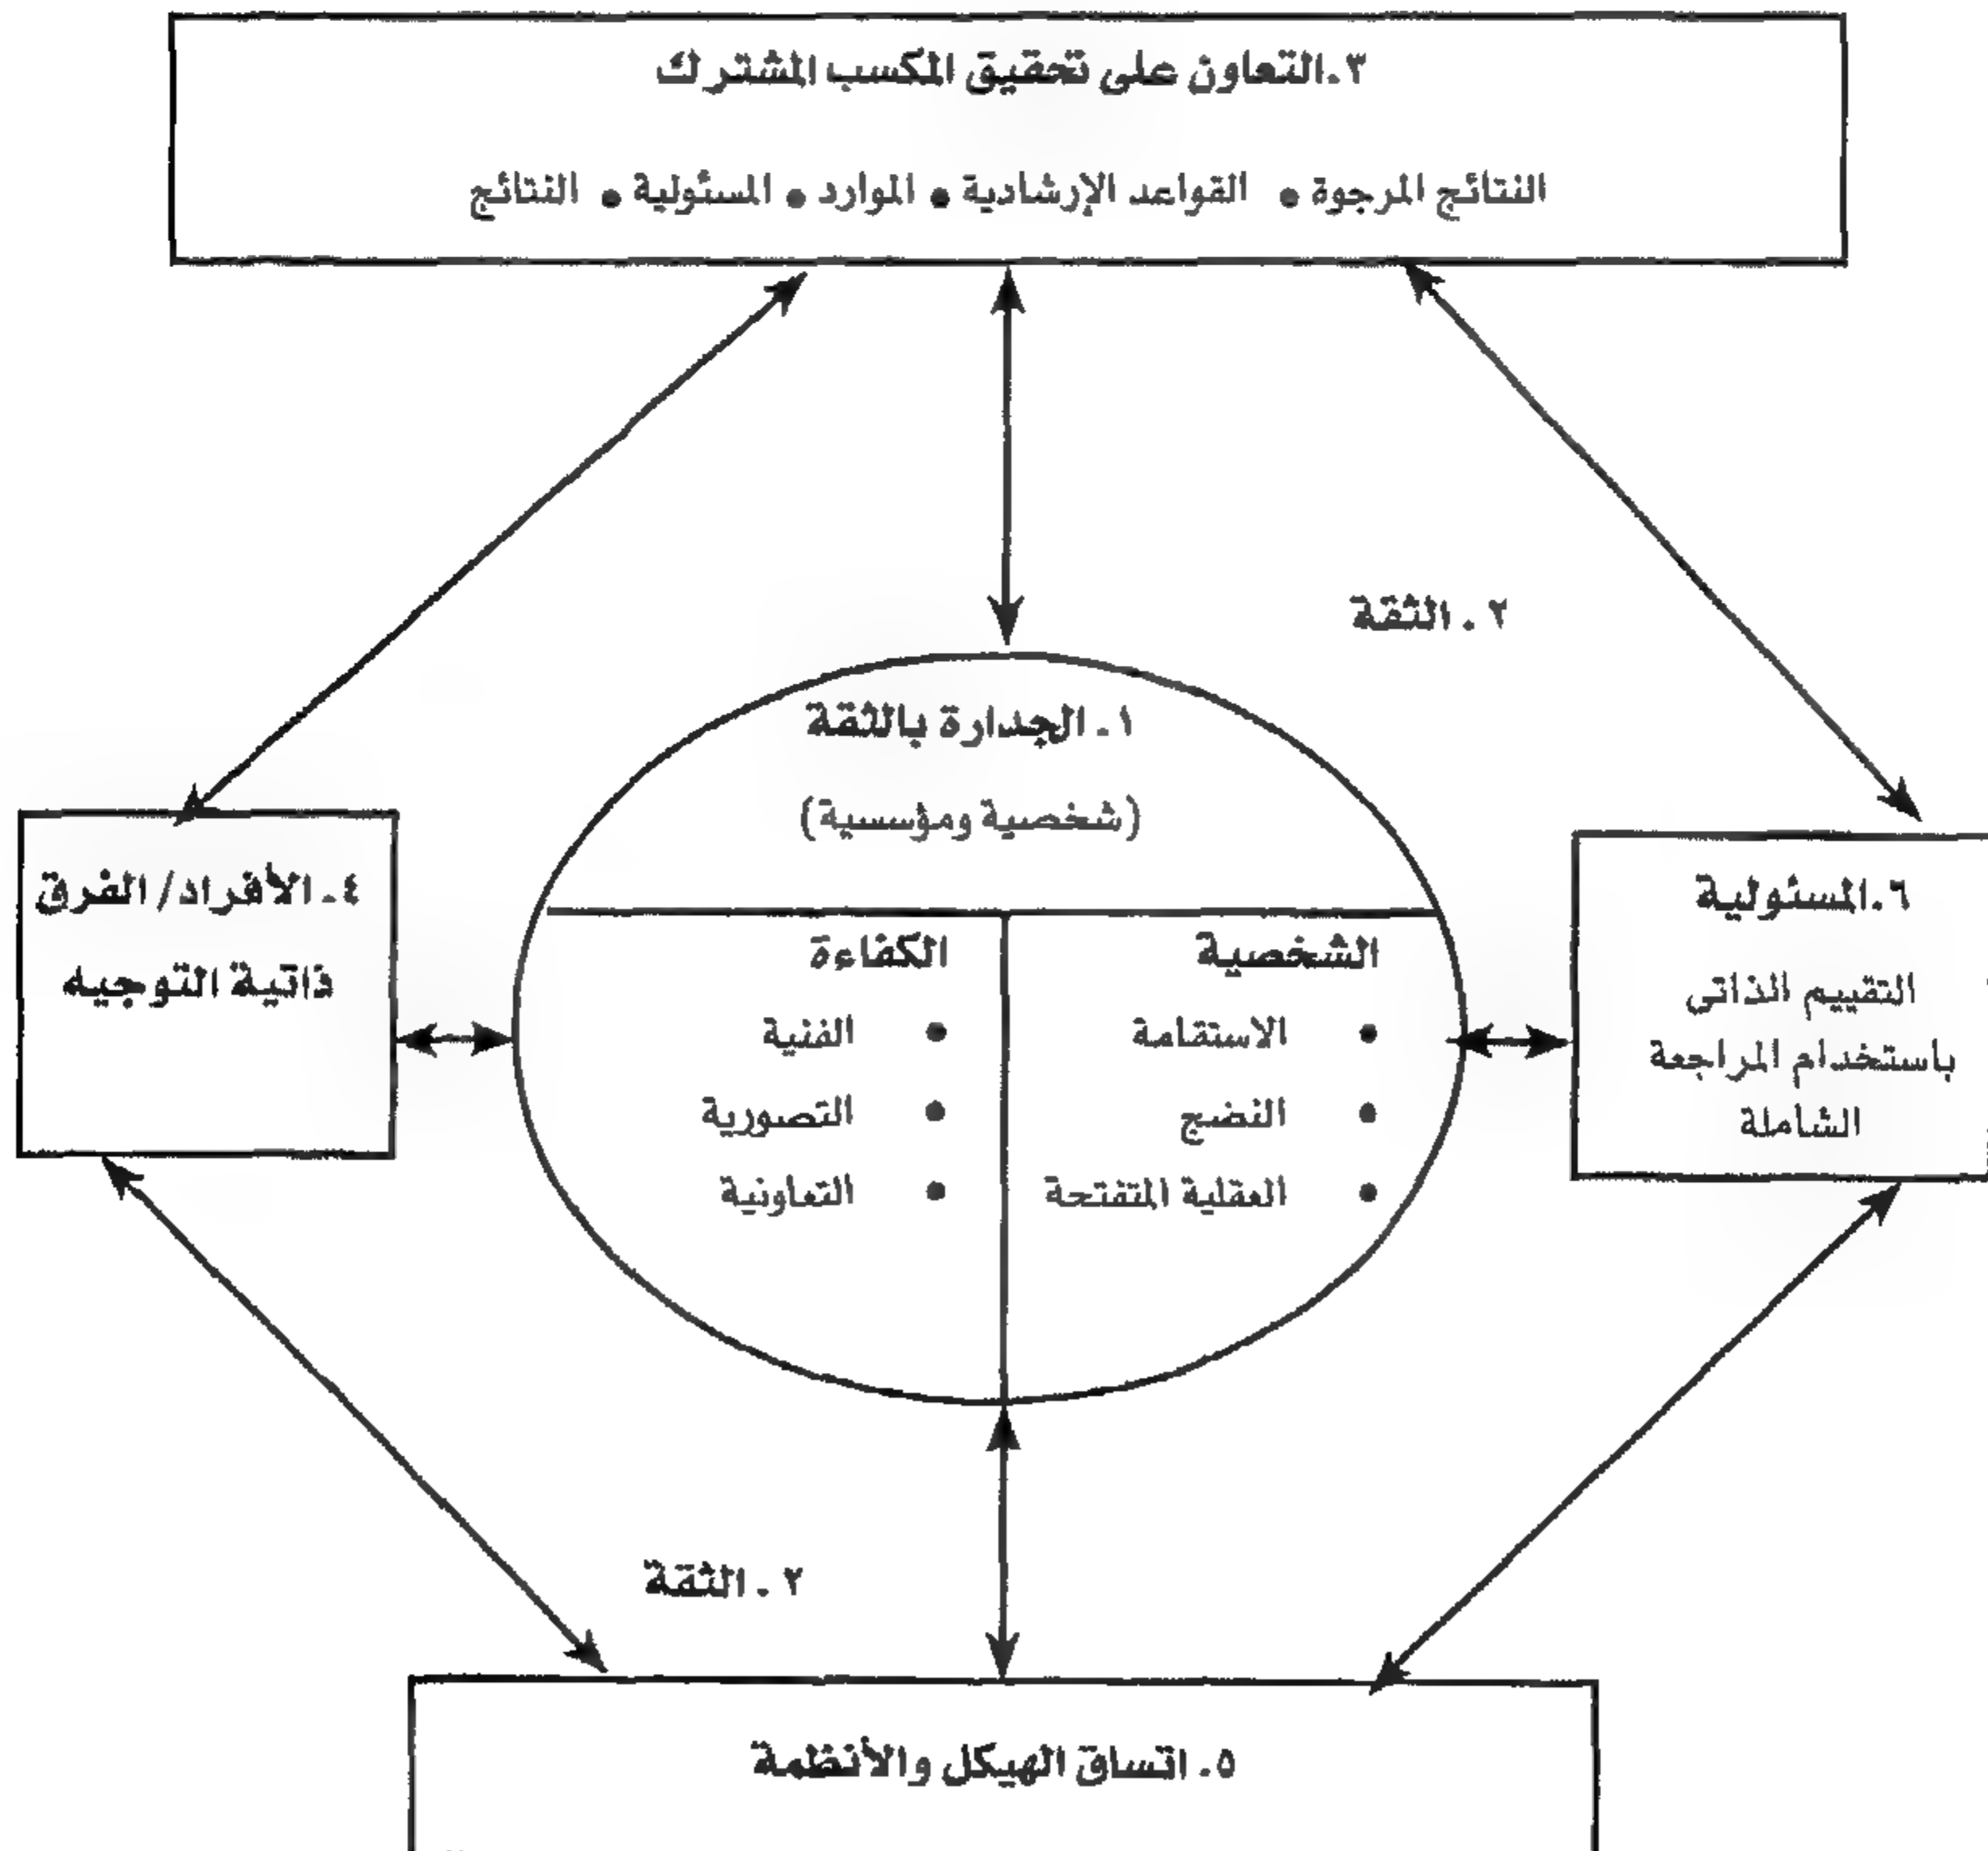 ٣.التعاون على تحقيق المكسب المشترك
النتائج المرجوة • القواعد الإرشادية • الموارد • المسئولية • النتائج
٢. الثقة
١. الجدارة بالثقة
(شخصية ومؤسسية)
الشخصية
• الاستقامة
• النضج
• العقلية المتفتحة
الكفاءة
• الفنية
• التصورية
• التعاونية
٦.المسئولية
التقييم الذاتى
باستخدام المراجعة
الشاملة
٤. الأفراد/ الفرق
ذاتية التوجيه
٢. الثقة
٥. اتساق الهيكل والأنظمة